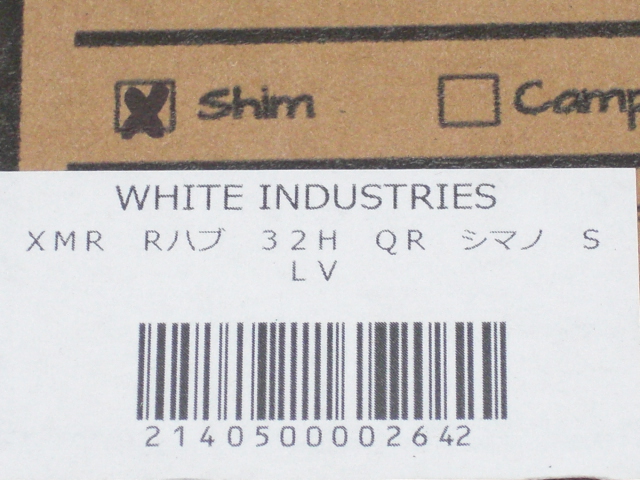 Shim Camp
WHITE INDUSTRIES
XMR Rハブ 32H QR シマノ S
LV
2140500002642